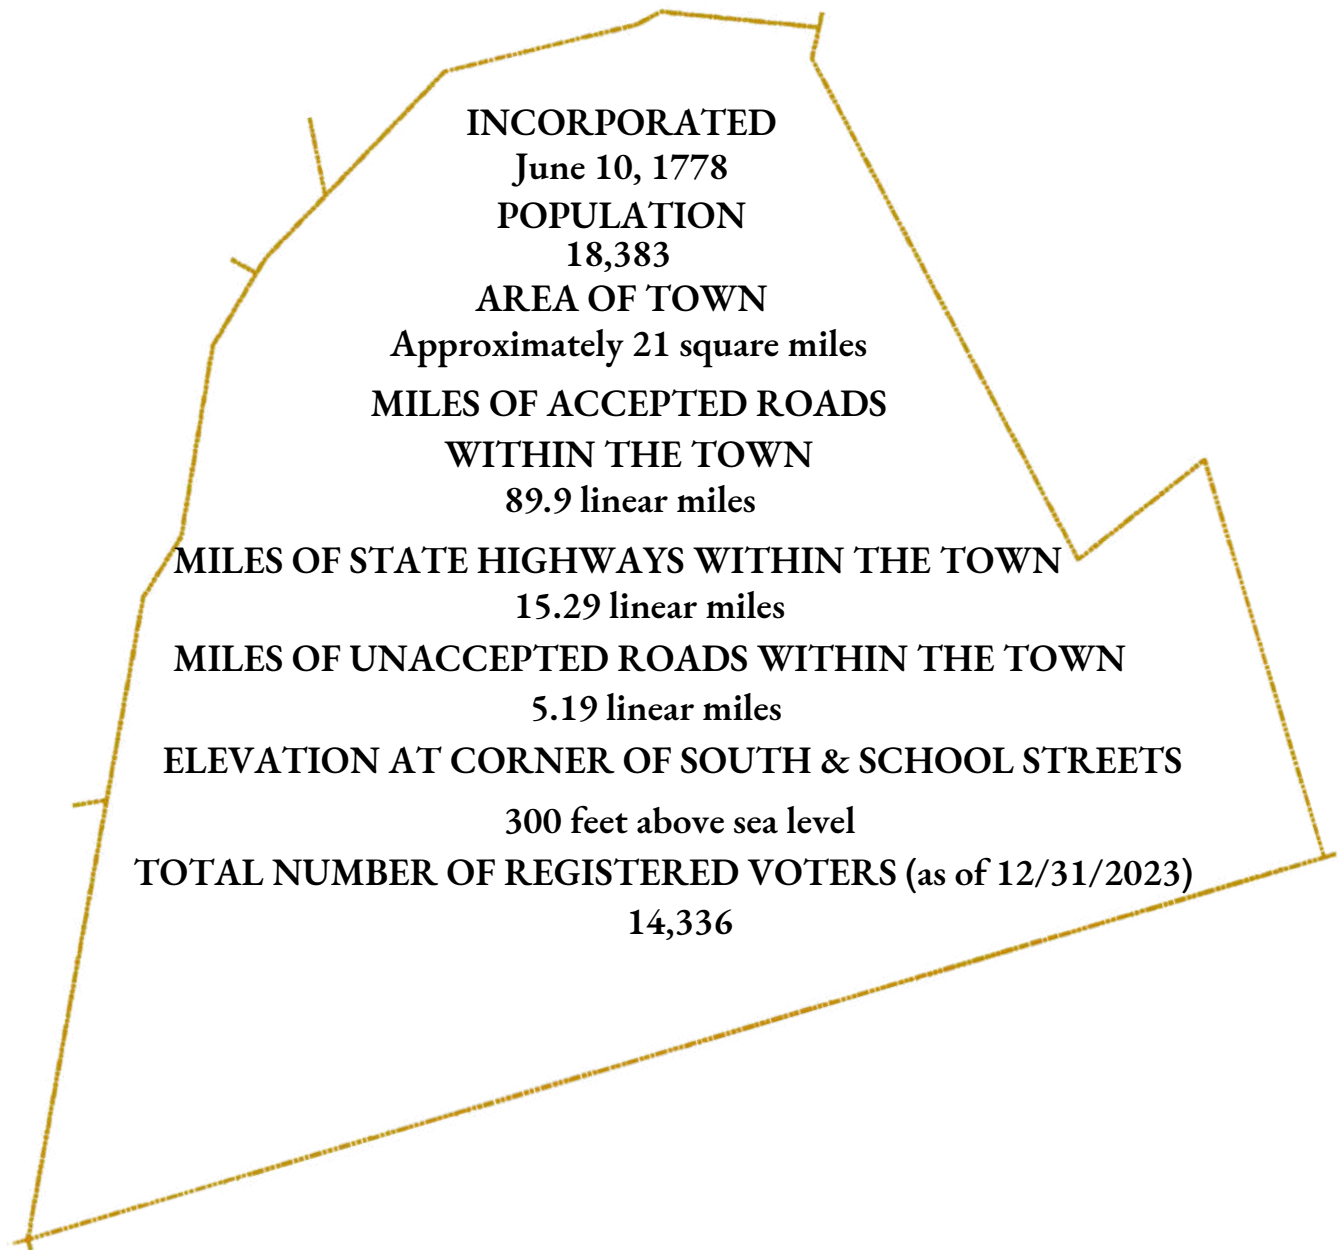 INCORPORATED
June 10, 1778
POPULATION
18,383
AREA OF TOWN
Approximately 21 square miles
MILES OF ACCEPTED ROADS
WITHIN THE TOWN
89.9 linear miles
MILES OF STATE HIGHWAYS WITHIN THE TOWN
15.29 linear miles
MILES OF UNACCEPTED ROADS WITHIN THE TOWN
5.19 linear miles
ELEVATION AT CORNER OF SOUTH & SCHOOL STREETS
300 feet above sea level
TOTAL NUMBER OF REGISTERED VOTERS (as of 12/31/2023)
14,336